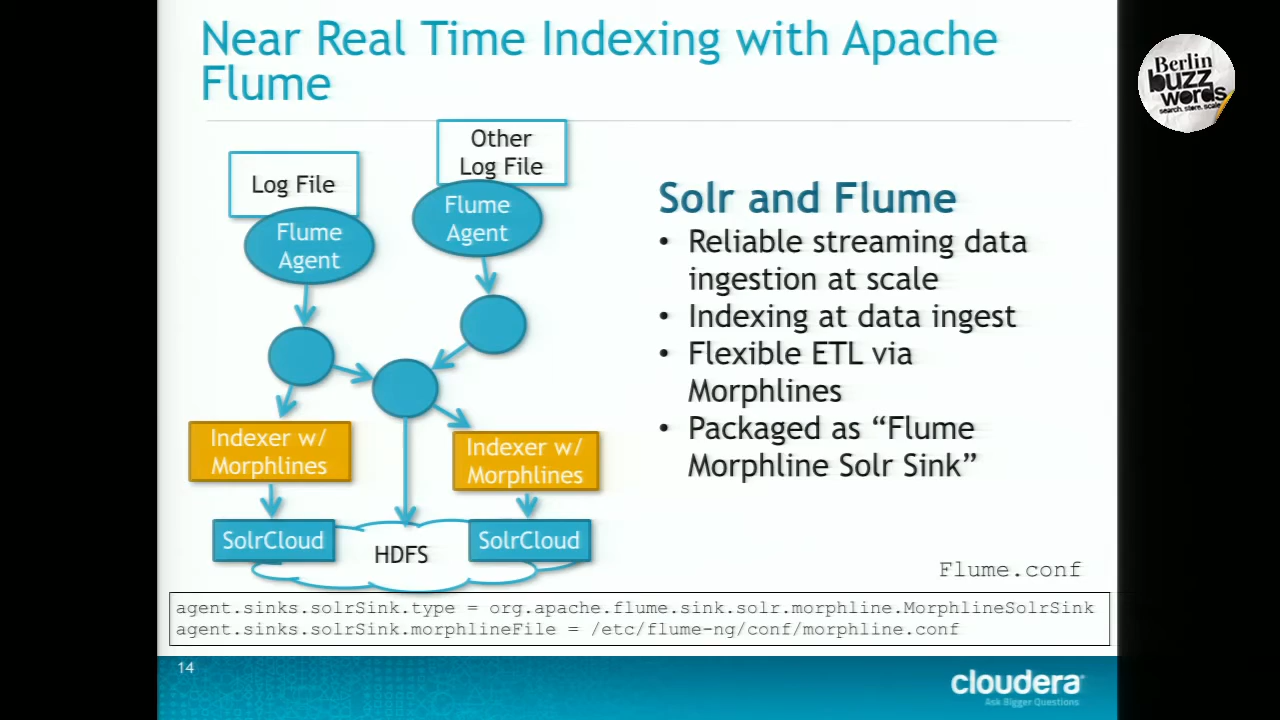 Near Real Time Indexing with Apache
Flume
Berlin
buzz
words
search. store. scale.
Other
Log File
Log File
Flume
Agent
Flume
Agent
Indexer w/
Morphlines
Indexer w/
Morphlines
SolrCloud
HDFS
SolrCloud
Solr and Flume
• Reliable streaming data
ingestion at scale
• Indexing at data ingest
• Flexible ETL via
Morphlines
• Packaged as “Flume
Morphline Solr Sink”
Flume.conf
agent.sinks.solrSink.type = org.apache.flume.sink.solr.morphline.MorphlineSolrSink
agent.sinks.solrSink.morphlineFile = /etc/flume-ng/conf/morphline.conf
14
cloudera
Ask Bigger Questions